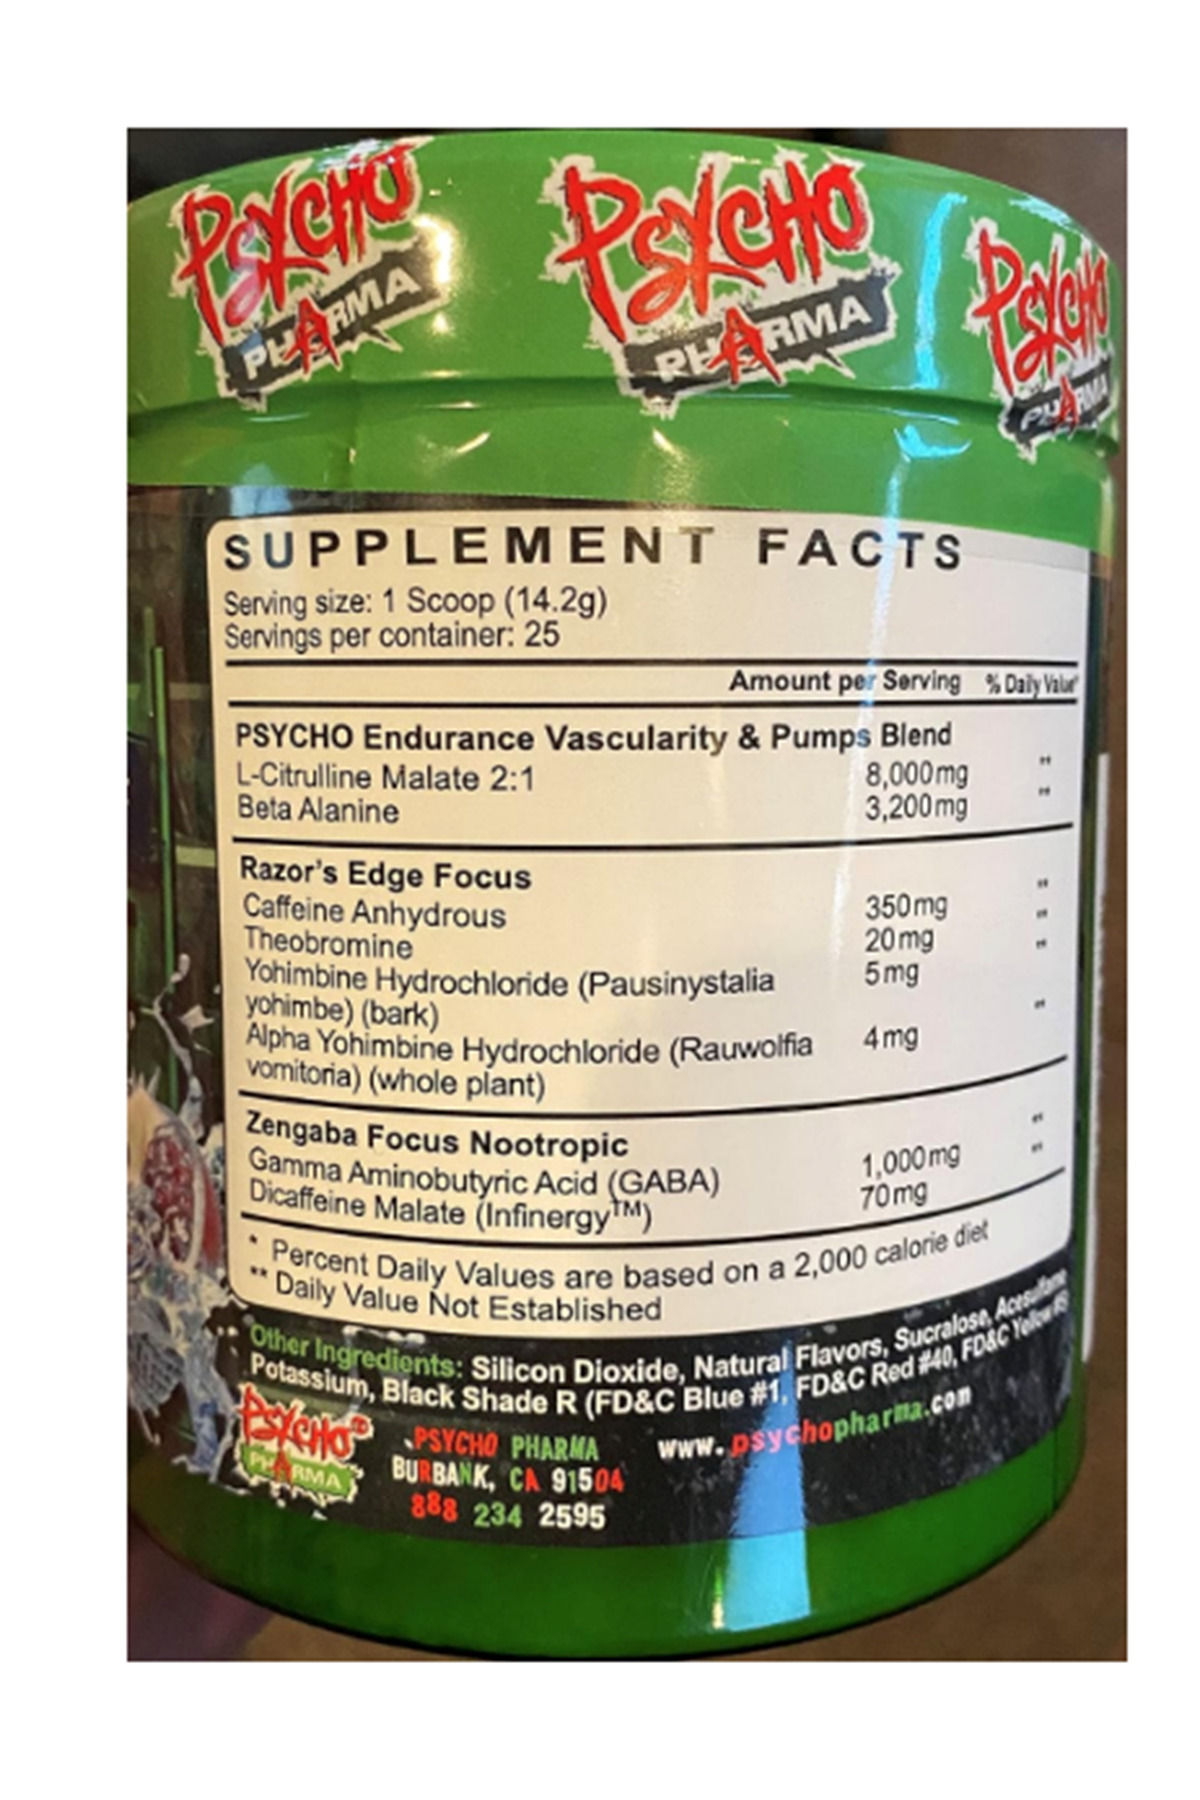 PSYCHO
PHARMA
PSYCHO
PHARMA
PSYCHO
PHARMA
SUPPLEMENT FACTS
Serving size: 1 Scoop (14.2g)
Servings per container: 25
Amount per Serving % Daily Value*
PSYCHO Endurance Vascularity & Pumps Blend
L-Citrulline Malate 2:1 8,000mg **
Beta Alanine 3,200mg **
Razor's Edge Focus
Caffeine Anhydrous 350mg **
Theobromine 20mg **
Yohimbine Hydrochloride (Pausinystalia 5mg **
yohimbe) (bark)
Alpha Yohimbine Hydrochloride (Rauwolfia 4mg **
vomitoria) (whole plant)
Zengaba Focus Nootropic
Gamma Aminobutyric Acid (GABA) 1,000mg **
Dicaffeine Malate (Infinergy™) 70mg **
* Percent Daily Values are based on a 2,000 calorie diet
** Daily Value Not Established
Other Ingredients: Silicon Dioxide, Natural Flavors, Sucralose, Acesulfame
Potassium, Black Shade R (FD&C Blue #1, FD&C Red #40, FD&C Yellow
PSYCHO®
PHARMA
PSYCHO PHARMA
BURBANK, CA 91504
888 234 2595
www.psychopharma.com